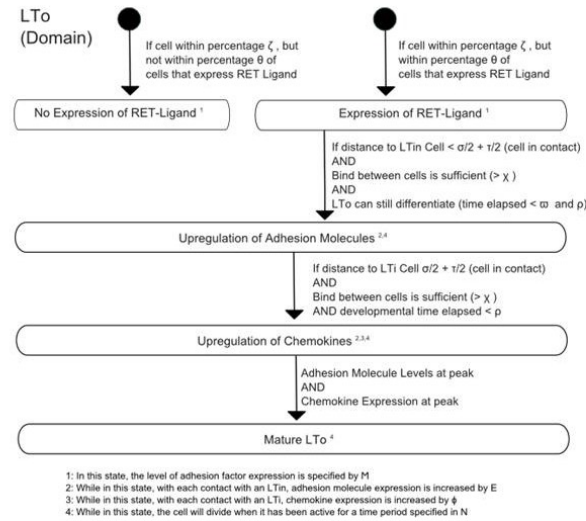 LTo
(Domain)
If cell within percentage ζ , but
not within percentage θ of
cells that express RET Ligand
If cell within percentage ζ, but
within percentage θ of
cells that express RET Ligand
No Expression of RET-Ligand ¹
Expression of RET-Ligand ¹
If distance to LTin Cell < σ/2 + τ/2 (cell in contact)
AND
Bind between cells is sufficient (> χ )
AND
LTo can still differentiate (time elapsed < ϖ and ρ)
Upregulation of Adhesion Molecules ²,⁴
If distance to LTi Cell σ/2 + τ/2 (cell in contact)
AND
Bind between cells is sufficient (> χ )
AND developmental time elapsed < ρ
Upregulation of Chemokines ²,³,⁴
Adhesion Molecule Levels at peak
AND
Chemokine Expression at peak
Mature LTo ⁴
1: In this state, the level of adhesion factor expression is specified by M
2: While in this state, with each contact with an LTin, adhesion molecule expression is increased by E
3: While in this state, with each contact with an LTi, chemokine expression is increased by ϕ
4: While in this state, the cell will divide when it has been active for a time period specified in N